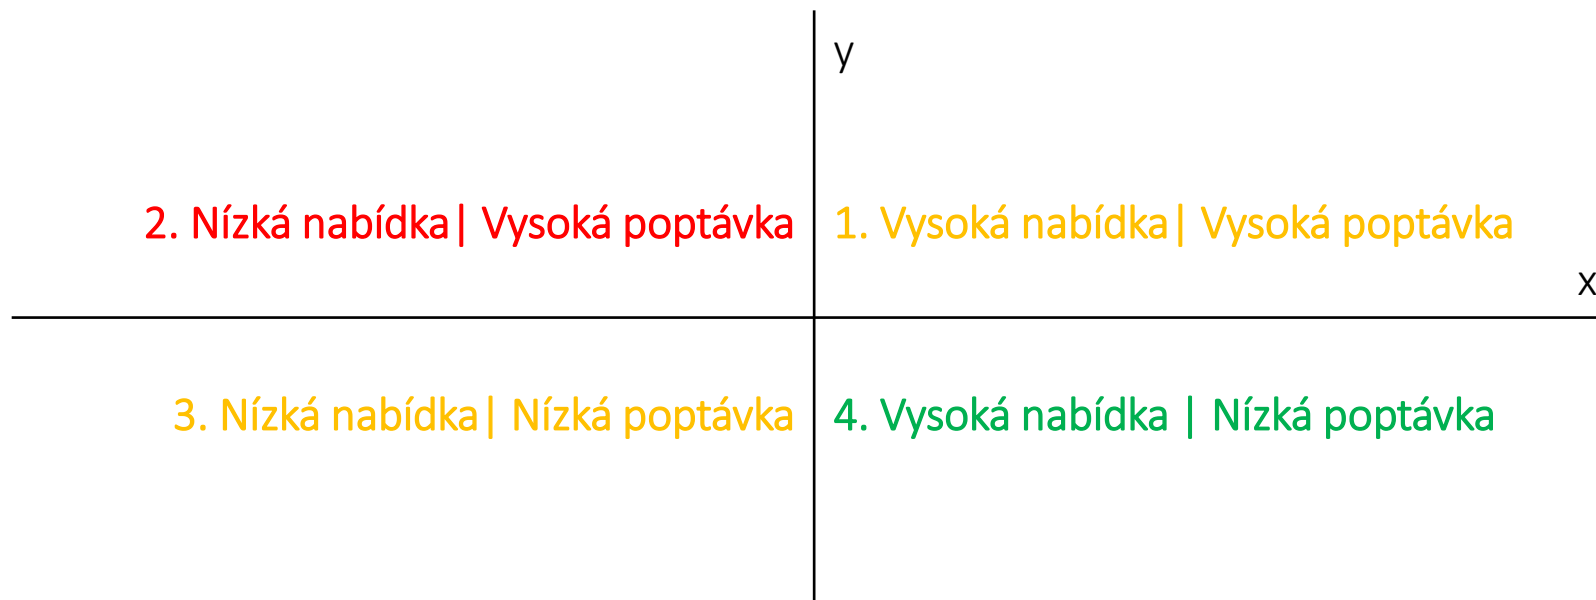 y
2. Nízká nabídka| Vysoká poptávka
1. Vysoká nabídka| Vysoká poptávka
x
3. Nízká nabídka| Nízká poptávka
4. Vysoká nabídka | Nízká poptávka